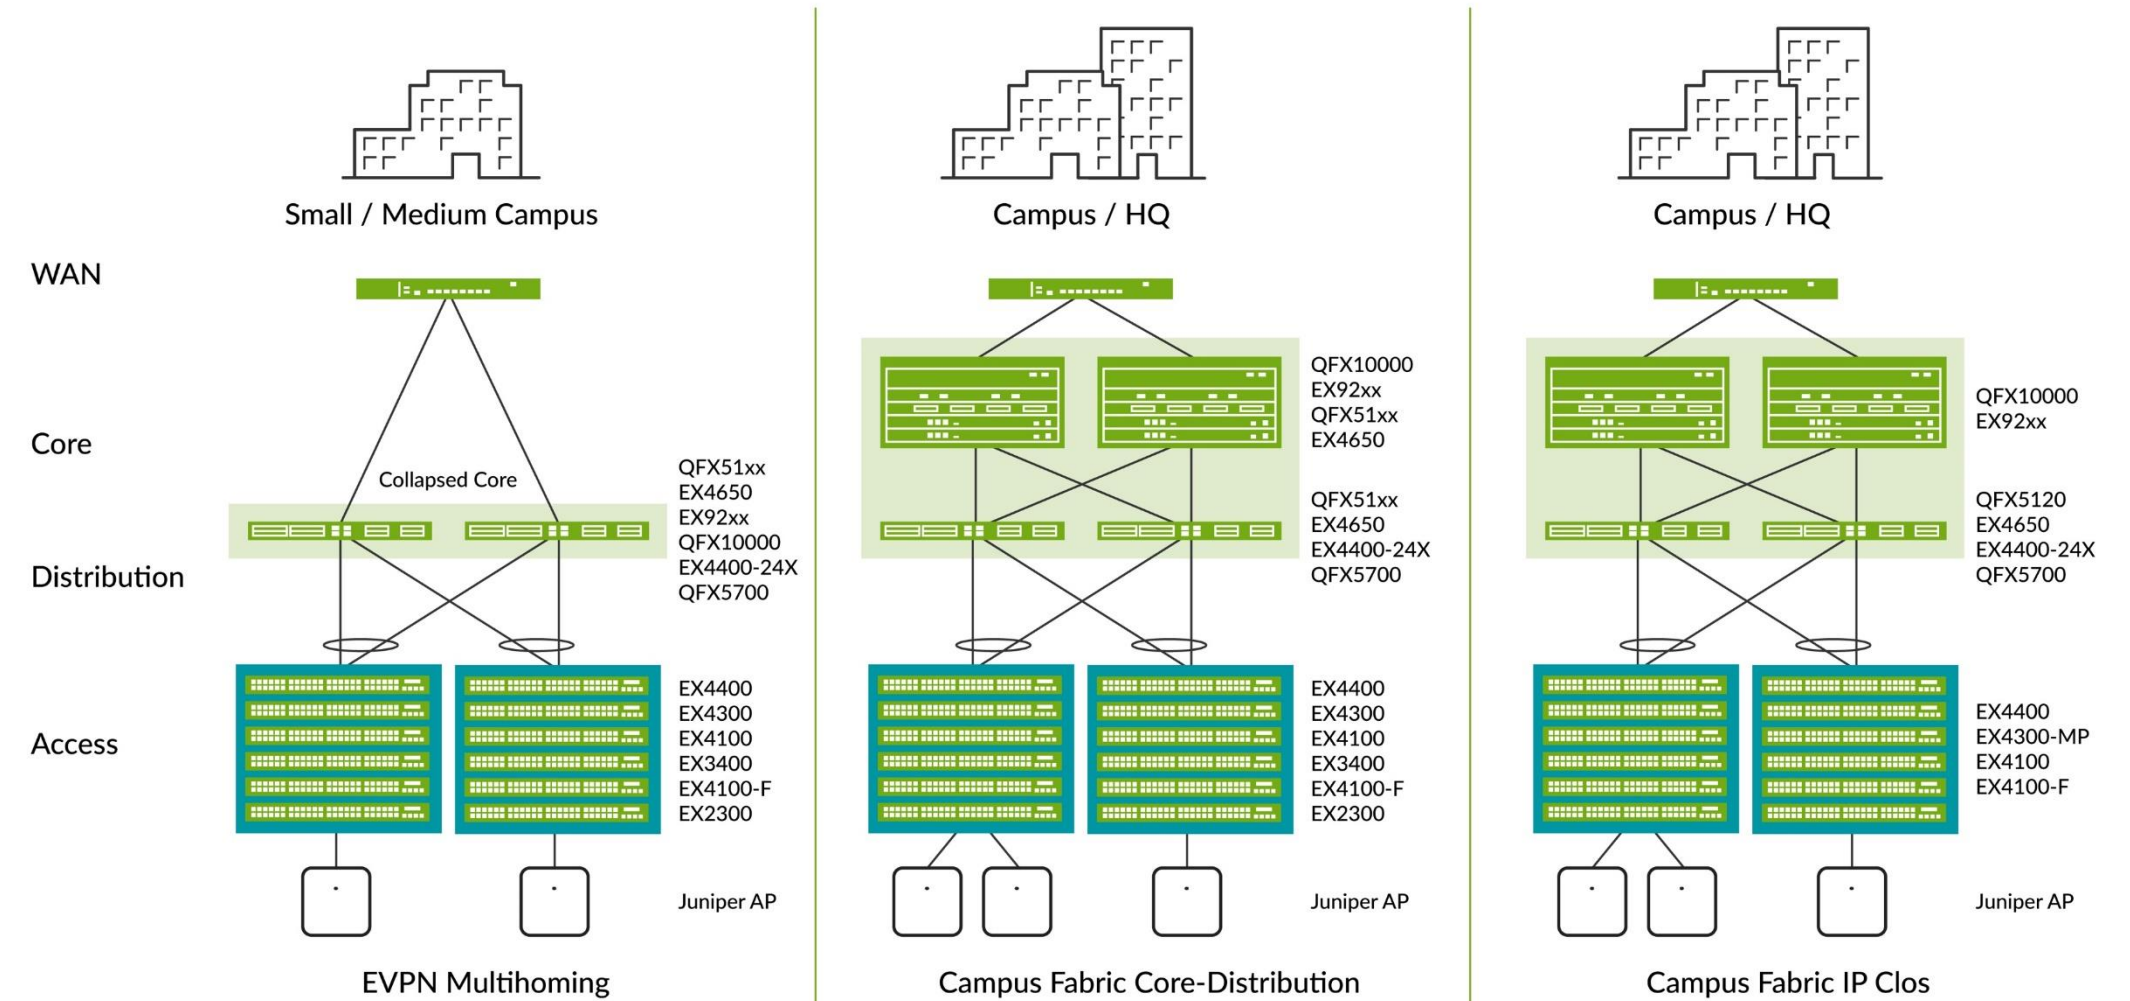 Small / Medium Campus
Campus / HQ
Campus / HQ
WAN
Core
Distribution
Access
Collapsed Core
QFX51xx
EX4650
EX92xx
QFX10000
EX4400-24X
QFX5700
EX4400
EX4300
EX4100
EX3400
EX4100-F
EX2300
Juniper AP
EVPN Multihoming
QFX10000
EX92xx
QFX51xx
EX4650
QFX51xx
EX4650
EX4400-24X
QFX5700
EX4400
EX4300
EX4100
EX3400
EX4100-F
EX2300
Juniper AP
Campus Fabric Core-Distribution
QFX10000
EX92xx
QFX5120
EX4650
EX4400-24X
QFX5700
EX4400
EX4300-MP
EX4100
EX4100-F
Juniper AP
Campus Fabric IP Clos